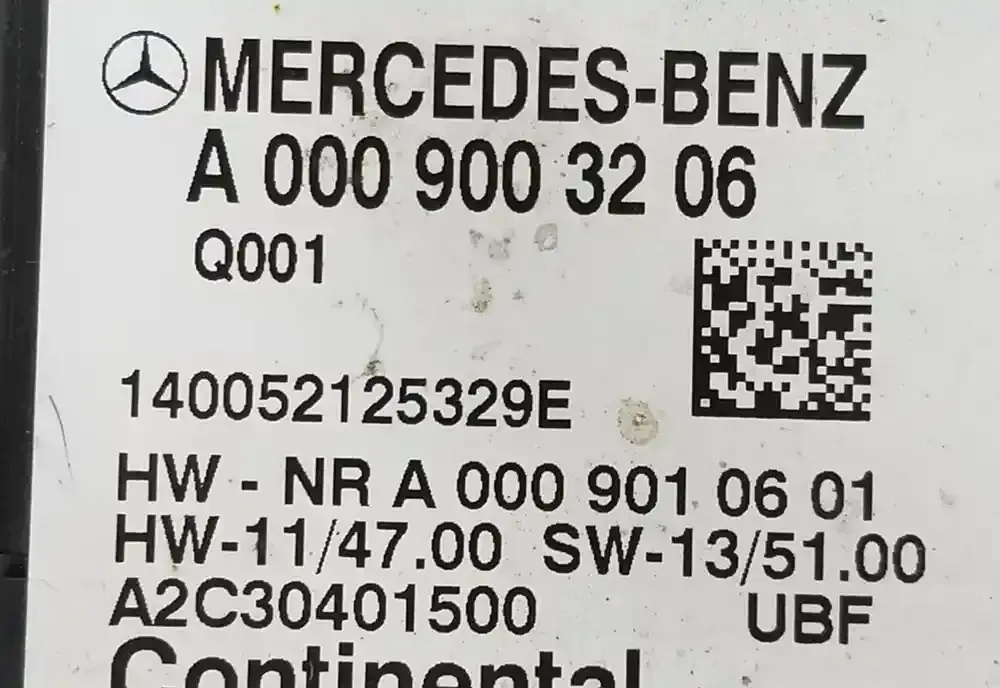 MERCEDES-BENZ
A 000 900 32 06
Q001
140052125329E
HW - NR A 000 901 06 01
HW-11/47.00 SW-13/51.00
A2C30401500 UBF
Continental